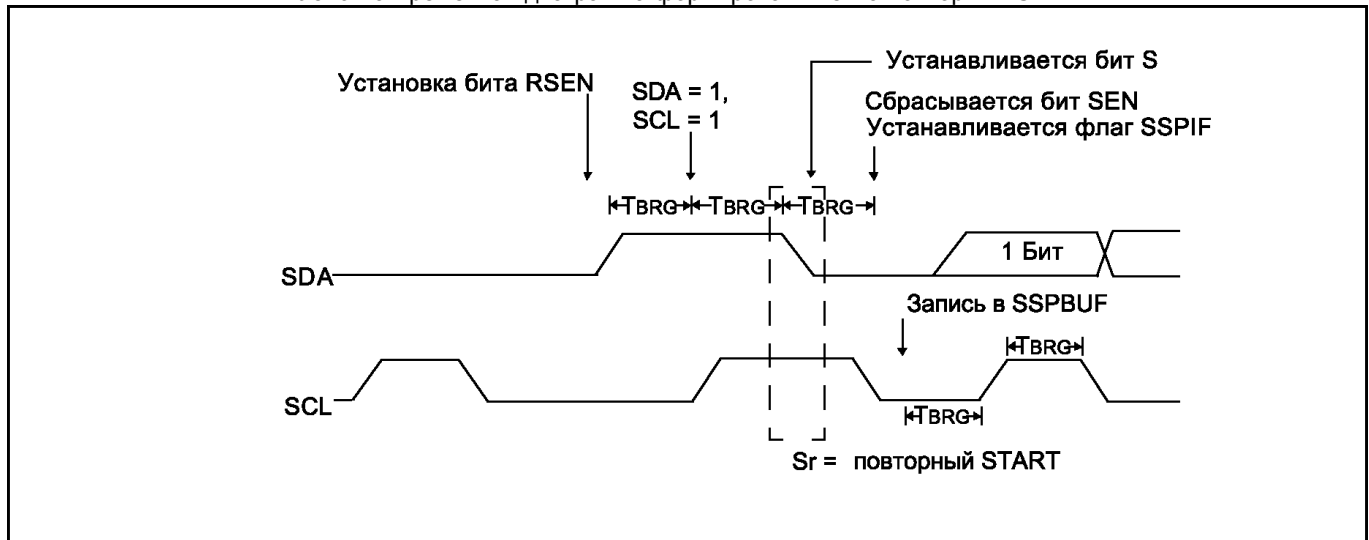 Установка бита RSEN
SDA = 1,
SCL = 1
Устанавливается бит S
Сбрасывается бит SEN
Устанавливается флаг SSPIF
TBRG
TBRG
TBRG
SDA
1 Бит
Запись в SSPBUF
TBRG
SCL
TBRG
Sr = повторный START